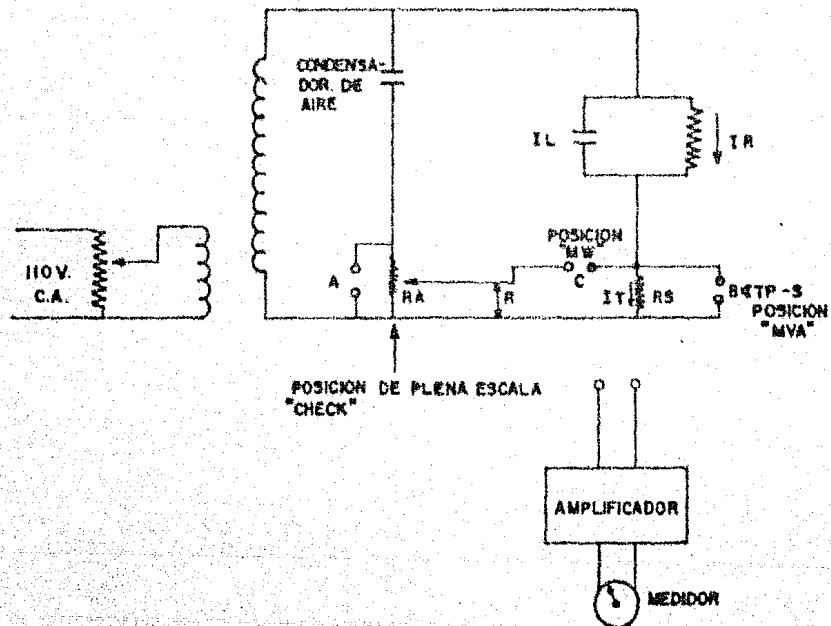 CONDENSA-
DOR. DE
AIRE
IL
IR
110 V.
C.A.
POSICION
"MW"
A
RA
R
C
IT
RS
POSICION
"MVA"
POSICION DE PLENA ESCALA
"CHECK"
AMPLIFICADOR
MEDIDOR